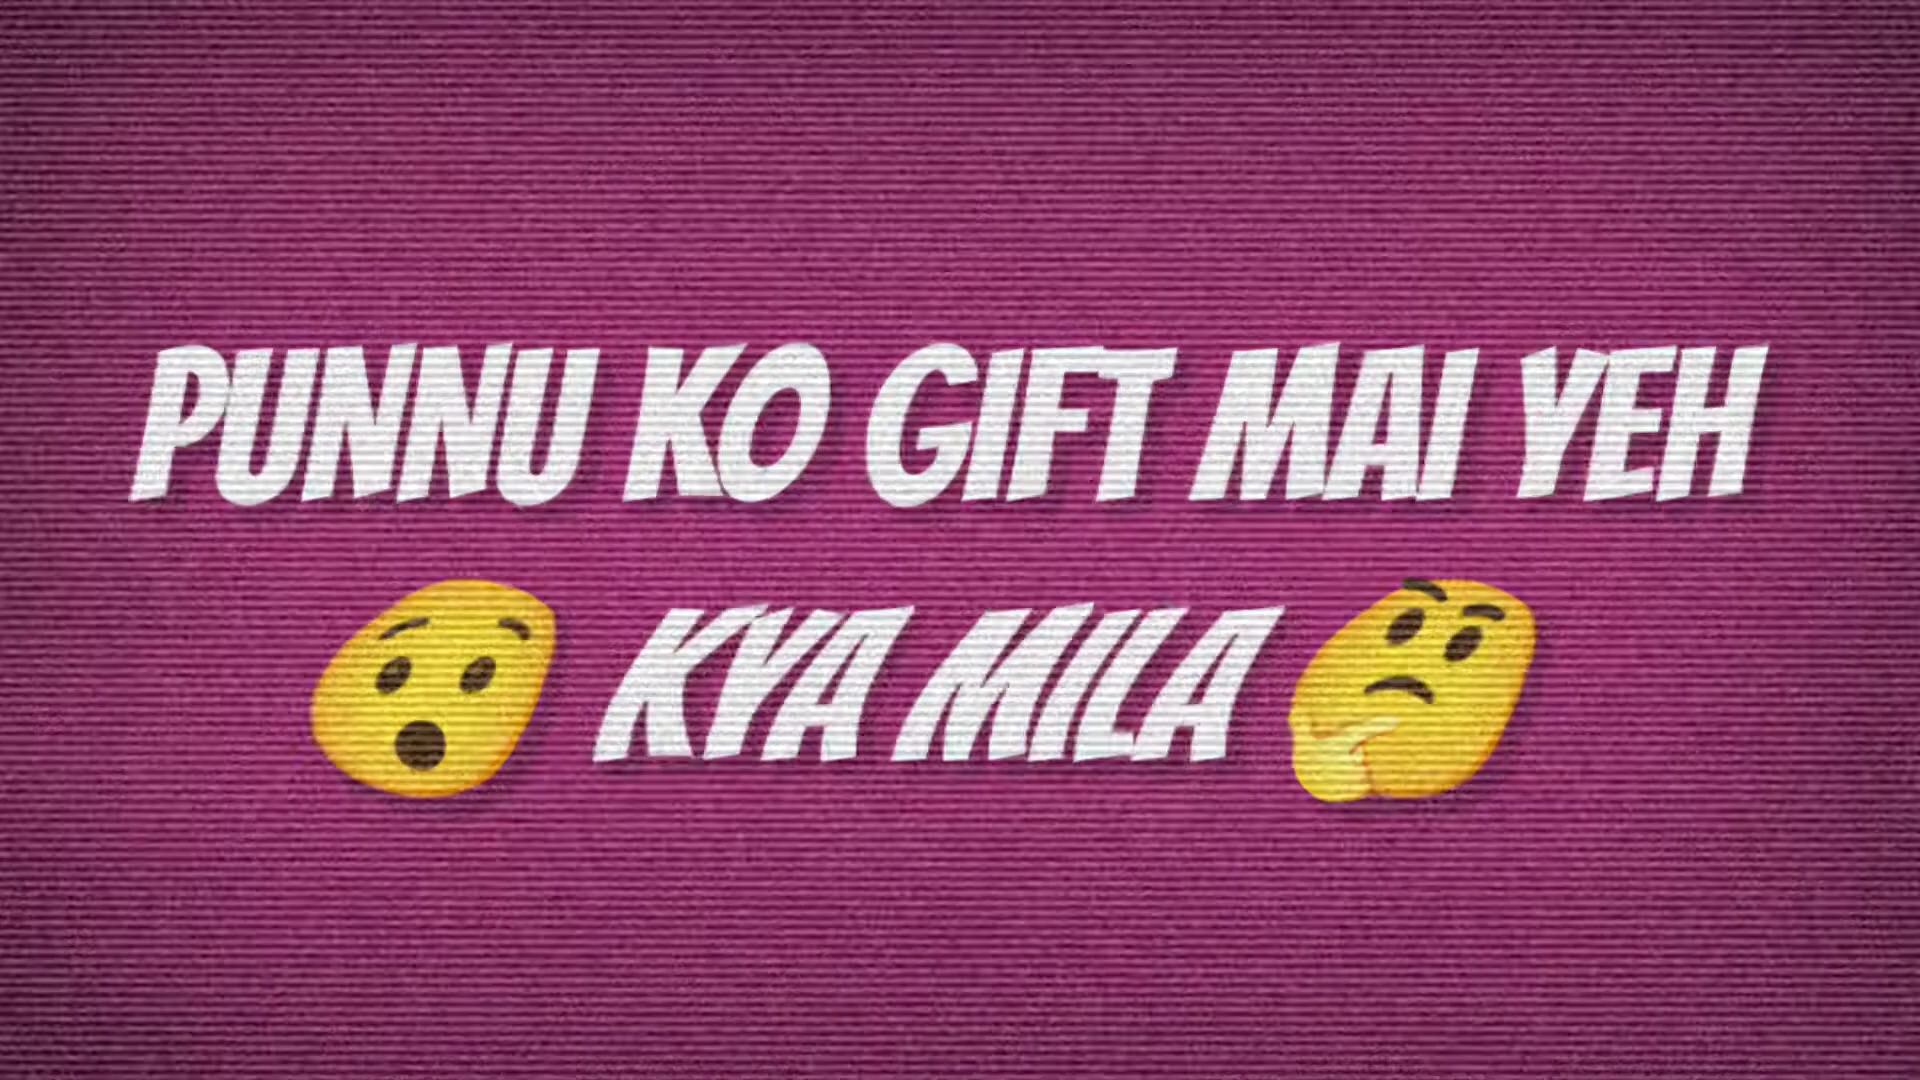 PUNNU KO GIFT MAI YEH
😯 KYA MILA 🤔